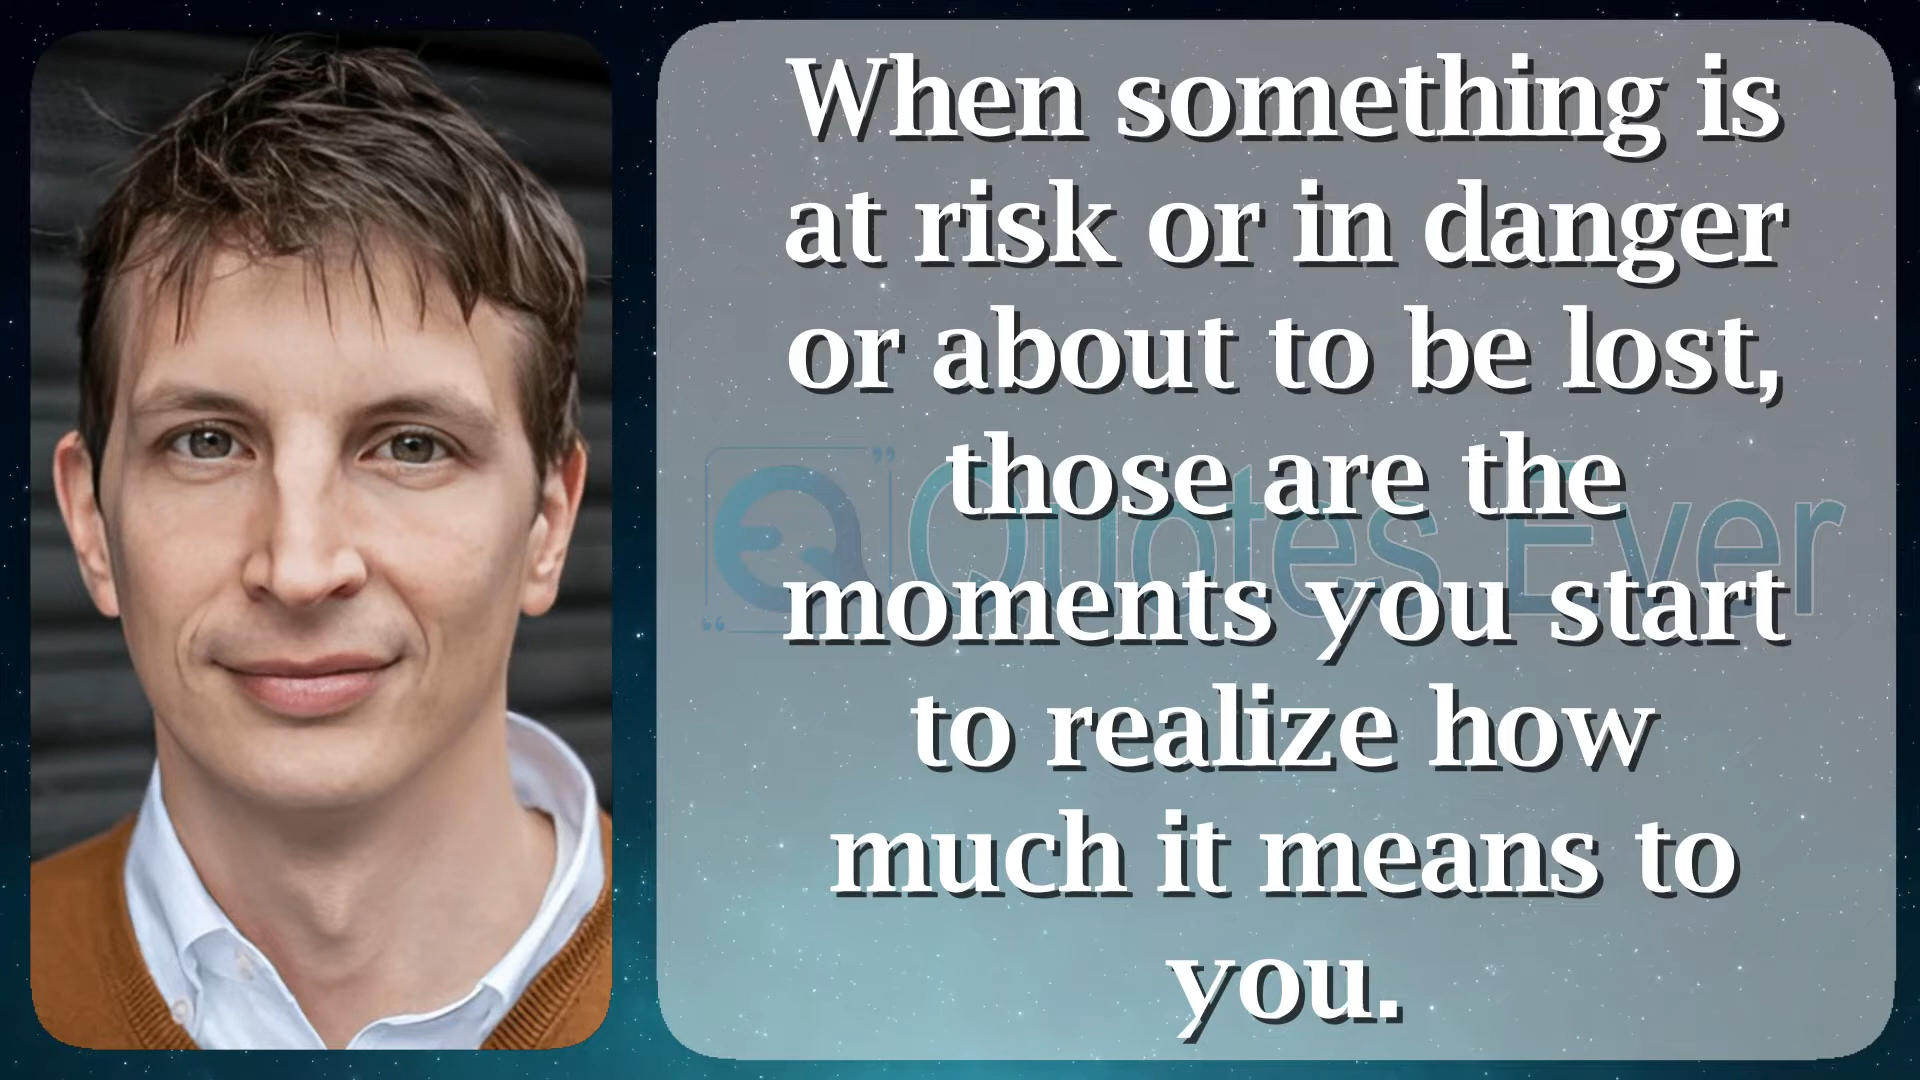 When something is
at risk or in danger
or about to be lost,
those are the
Quotes Ever
moments you start
to realize how
much it means to
you.